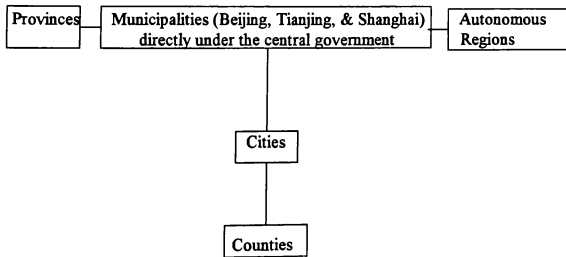 Provinces
Municipalities (Beijing, Tianjing, & Shanghai)
directly under the central government
Autonomous
Regions
Cities
Counties